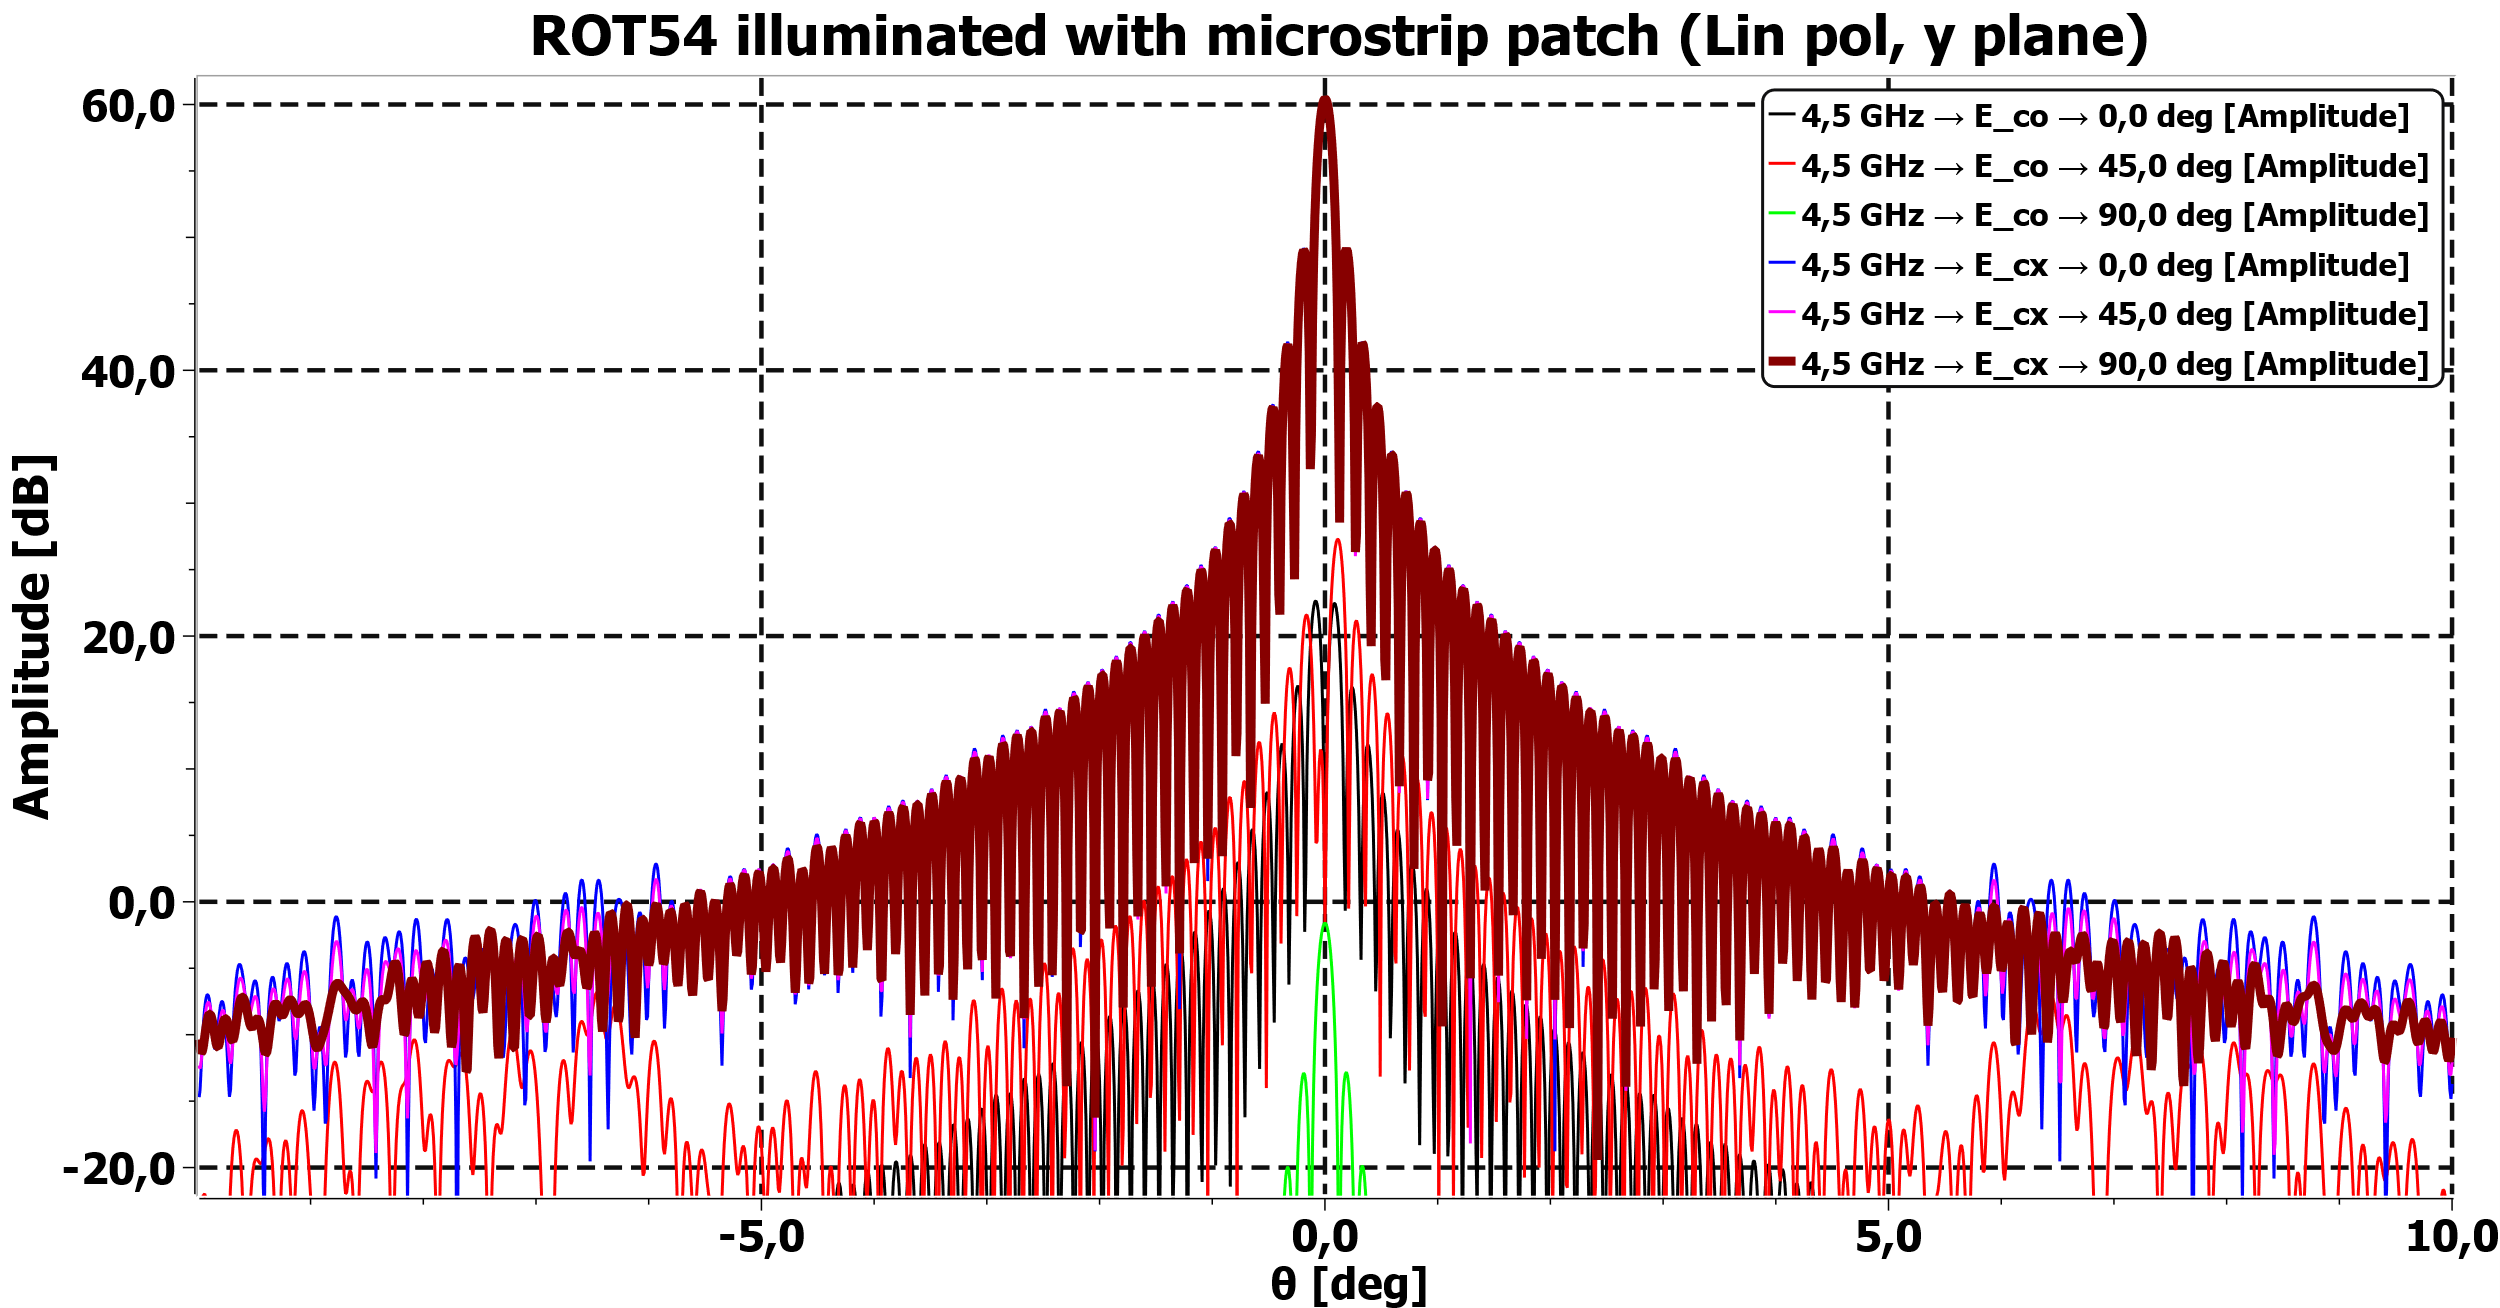 ROT54 illuminated with microstrip patch (Lin pol, y plane)
60,0
40,0
20,0
0,0
-20,0
Amplitude [dB]
4,5 GHz → E_co → 0,0 deg [Amplitude]
4,5 GHz → E_co → 45,0 deg [Amplitude]
4,5 GHz → E_co → 90,0 deg [Amplitude]
4,5 GHz → E_cx → 0,0 deg [Amplitude]
4,5 GHz → E_cx → 45,0 deg [Amplitude]
4,5 GHz → E_cx → 90,0 deg [Amplitude]
-5,0 0,0 5,0 10,0
θ [deg]